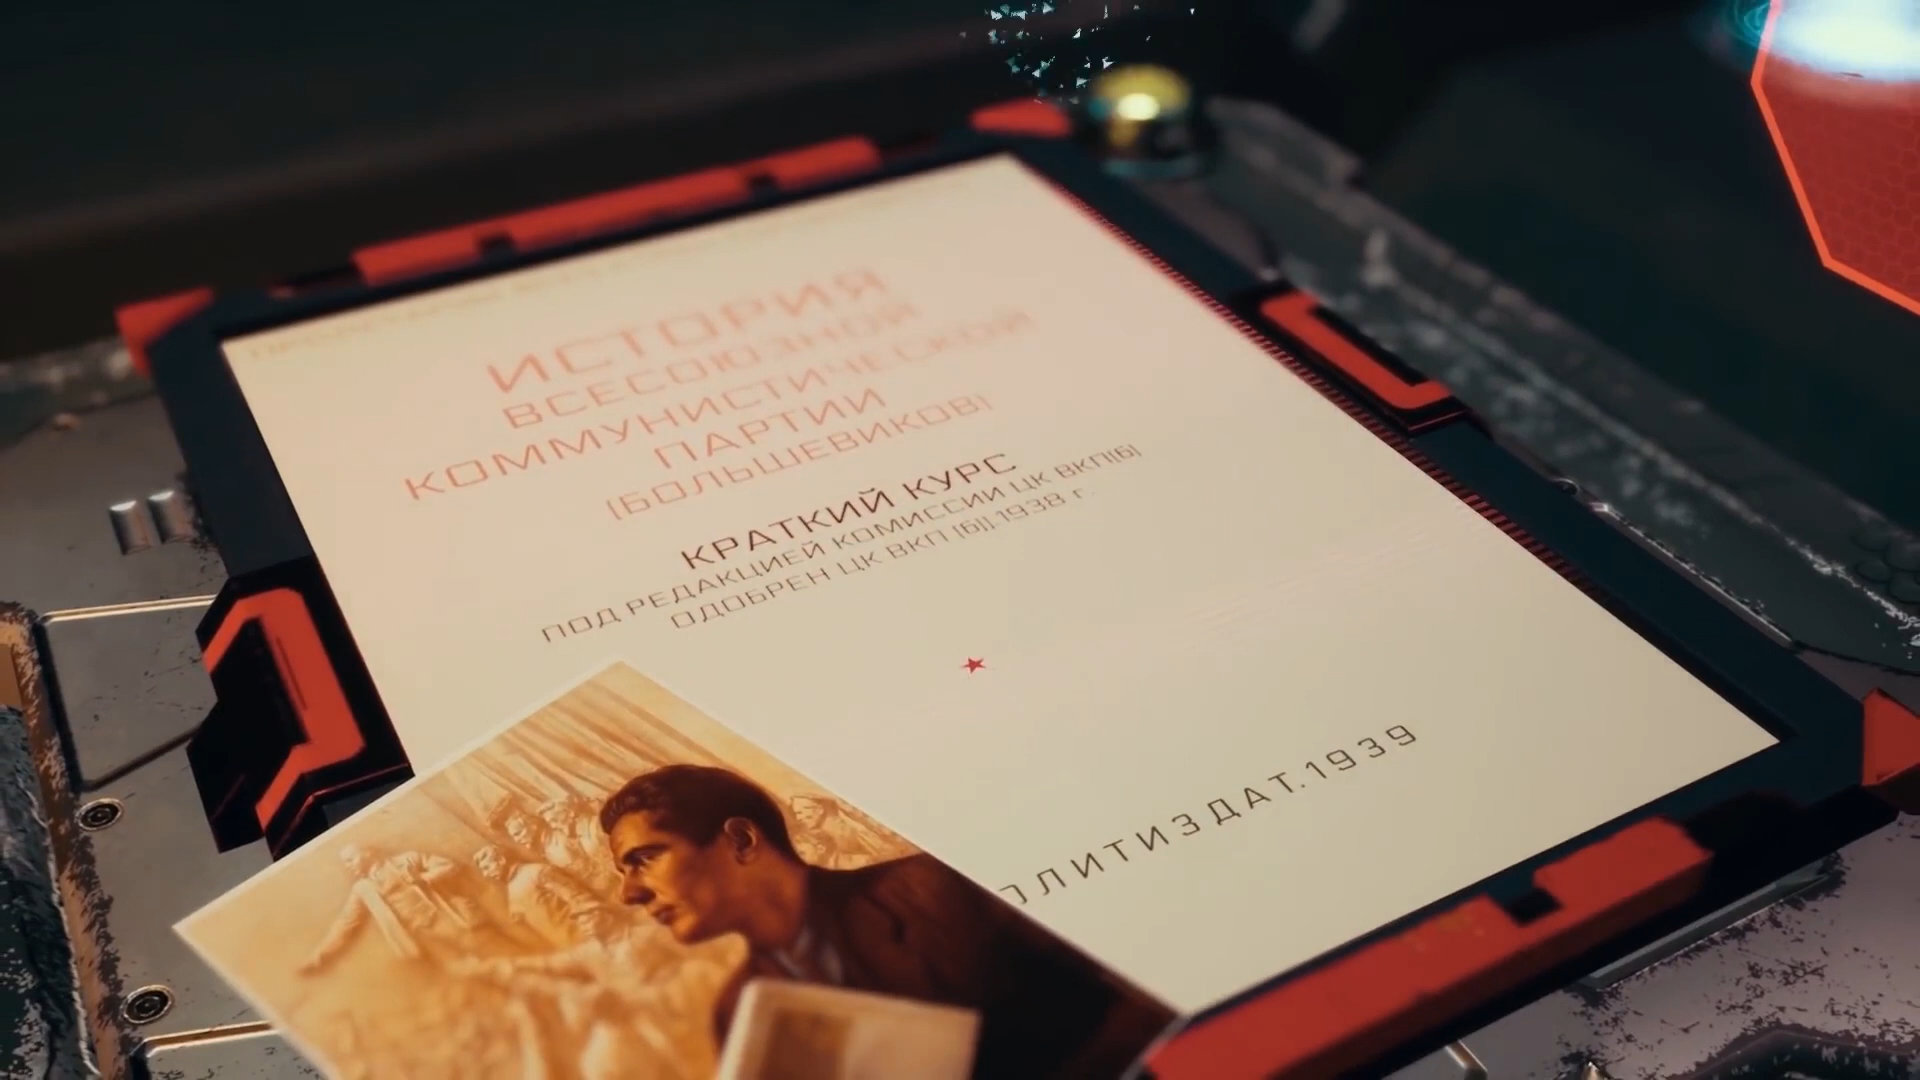 ИСТОРИЯ
ВСЕСОЮЗНОЙ
КОММУНИСТИЧЕСКОЙ
ПАРТИИ
(БОЛЬШЕВИКОВ)
КРАТКИЙ КУРС
ПОД РЕДАКЦИЕЙ КОМИССИИ ЦК ВКП(б)
ОДОБРЕН ЦК ВКП (б)).1938 г.
ОЛИТИЗДАТ.1939